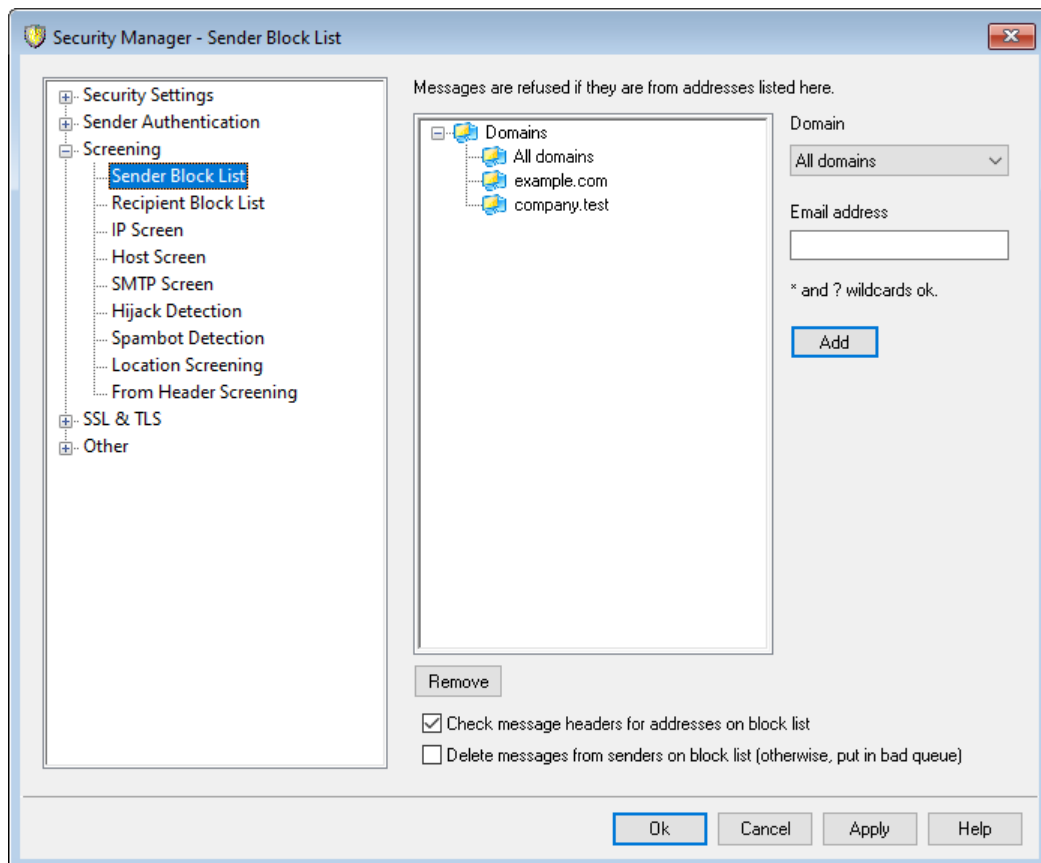 Security Manager - Sender Block List
Security Settings
Sender Authentication
Screening
Sender Block List
Recipient Block List
IP Screen
Host Screen
SMTP Screen
Hijack Detection
Spambot Detection
Location Screening
From Header Screening
SSL & TLS
Other
Messages are refused if they are from addresses listed here.
Domains
All domains
example.com
company.test
Domain
All domains
Email address
* and ? wildcards ok.
Add
Remove
Check message headers for addresses on block list
Delete messages from senders on block list (otherwise, put in bad queue)
Ok
Cancel
Apply
Help